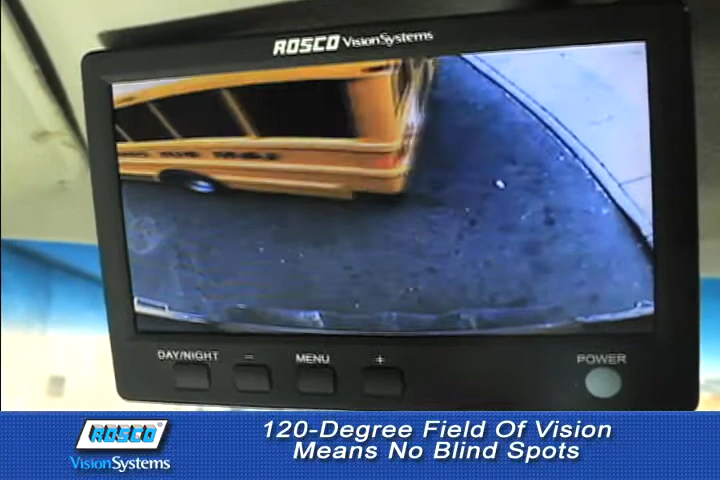 ROSCO VisionSystems
DAY/NIGHT - MENU + POWER
ROSCO®
VisionSystems
120-Degree Field Of Vision
Means No Blind Spots